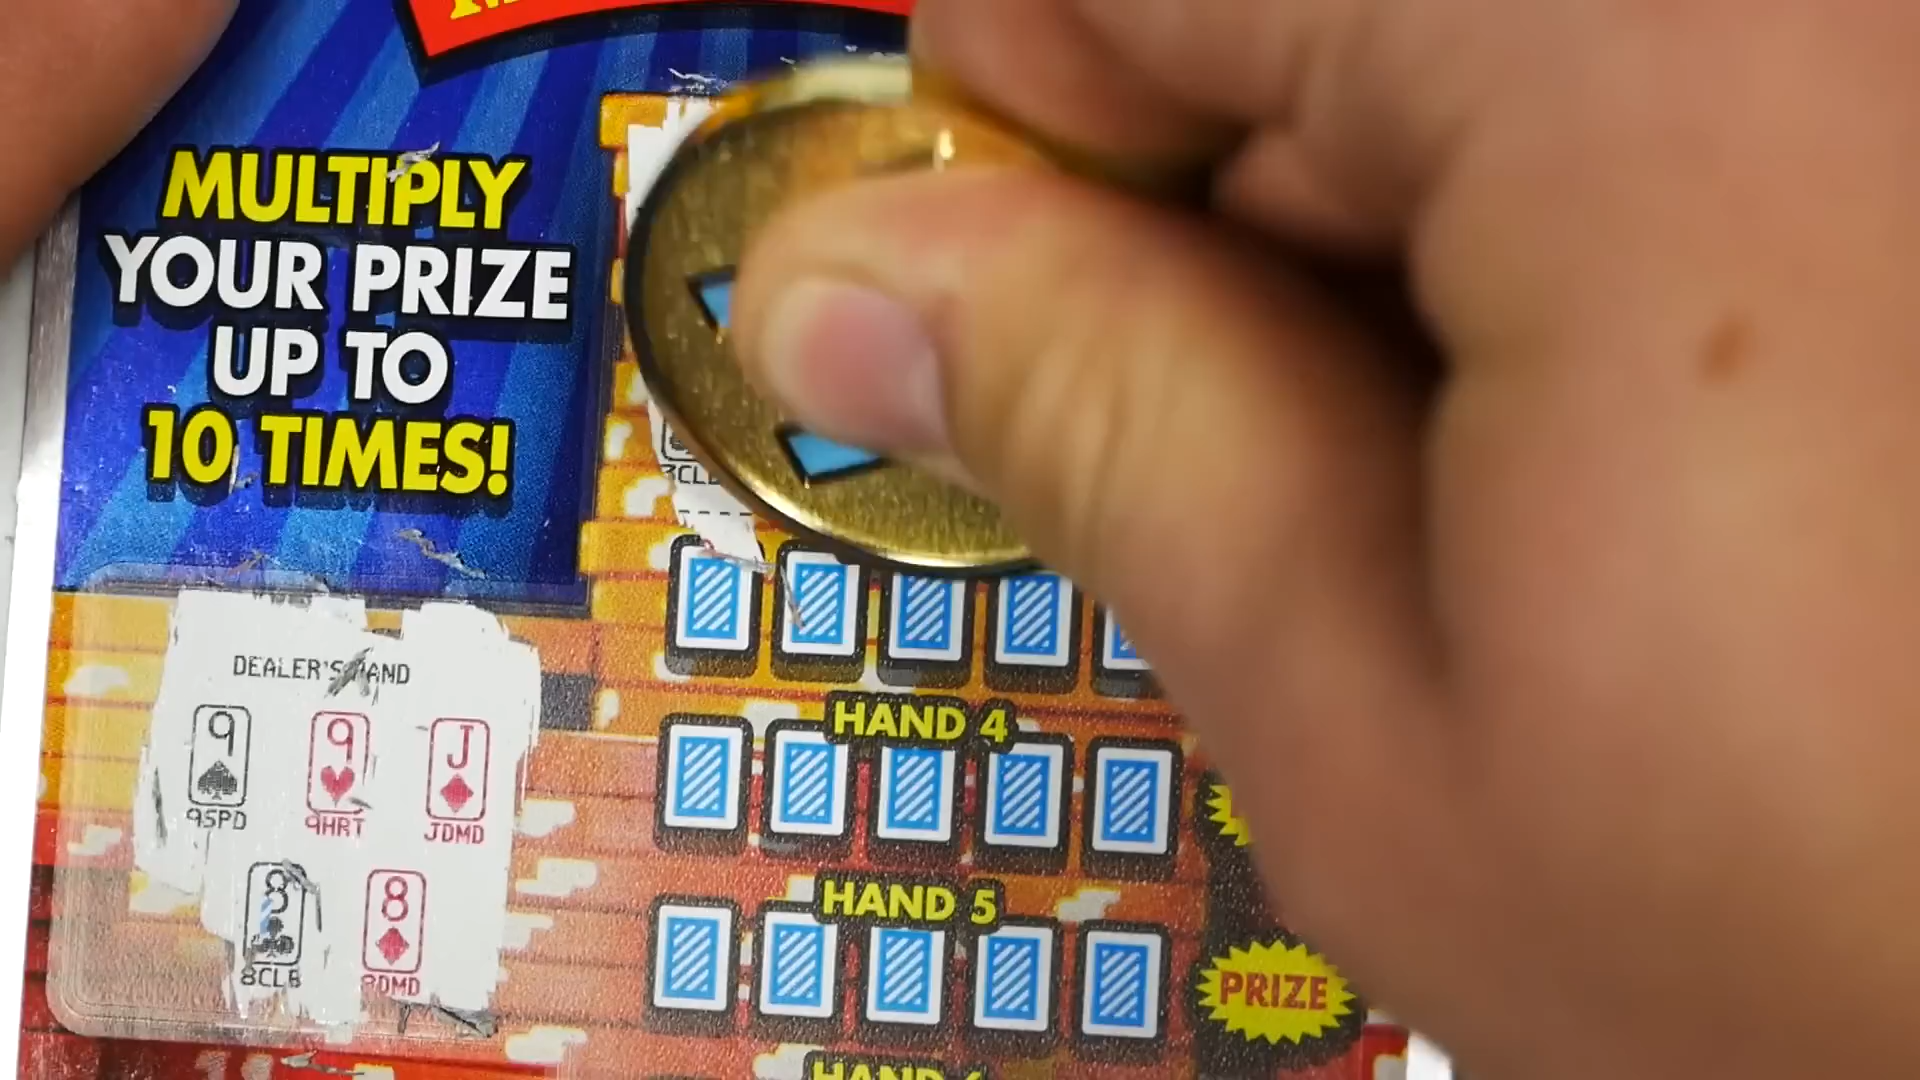 MULTIPLY
YOUR PRIZE
UP TO
10 TIMES!
DEALER'S HAND
9 9 J
9SPD 9HRT JDMD
8 8
8CLB 8DMD
HAND 4
HAND 5
PRIZE